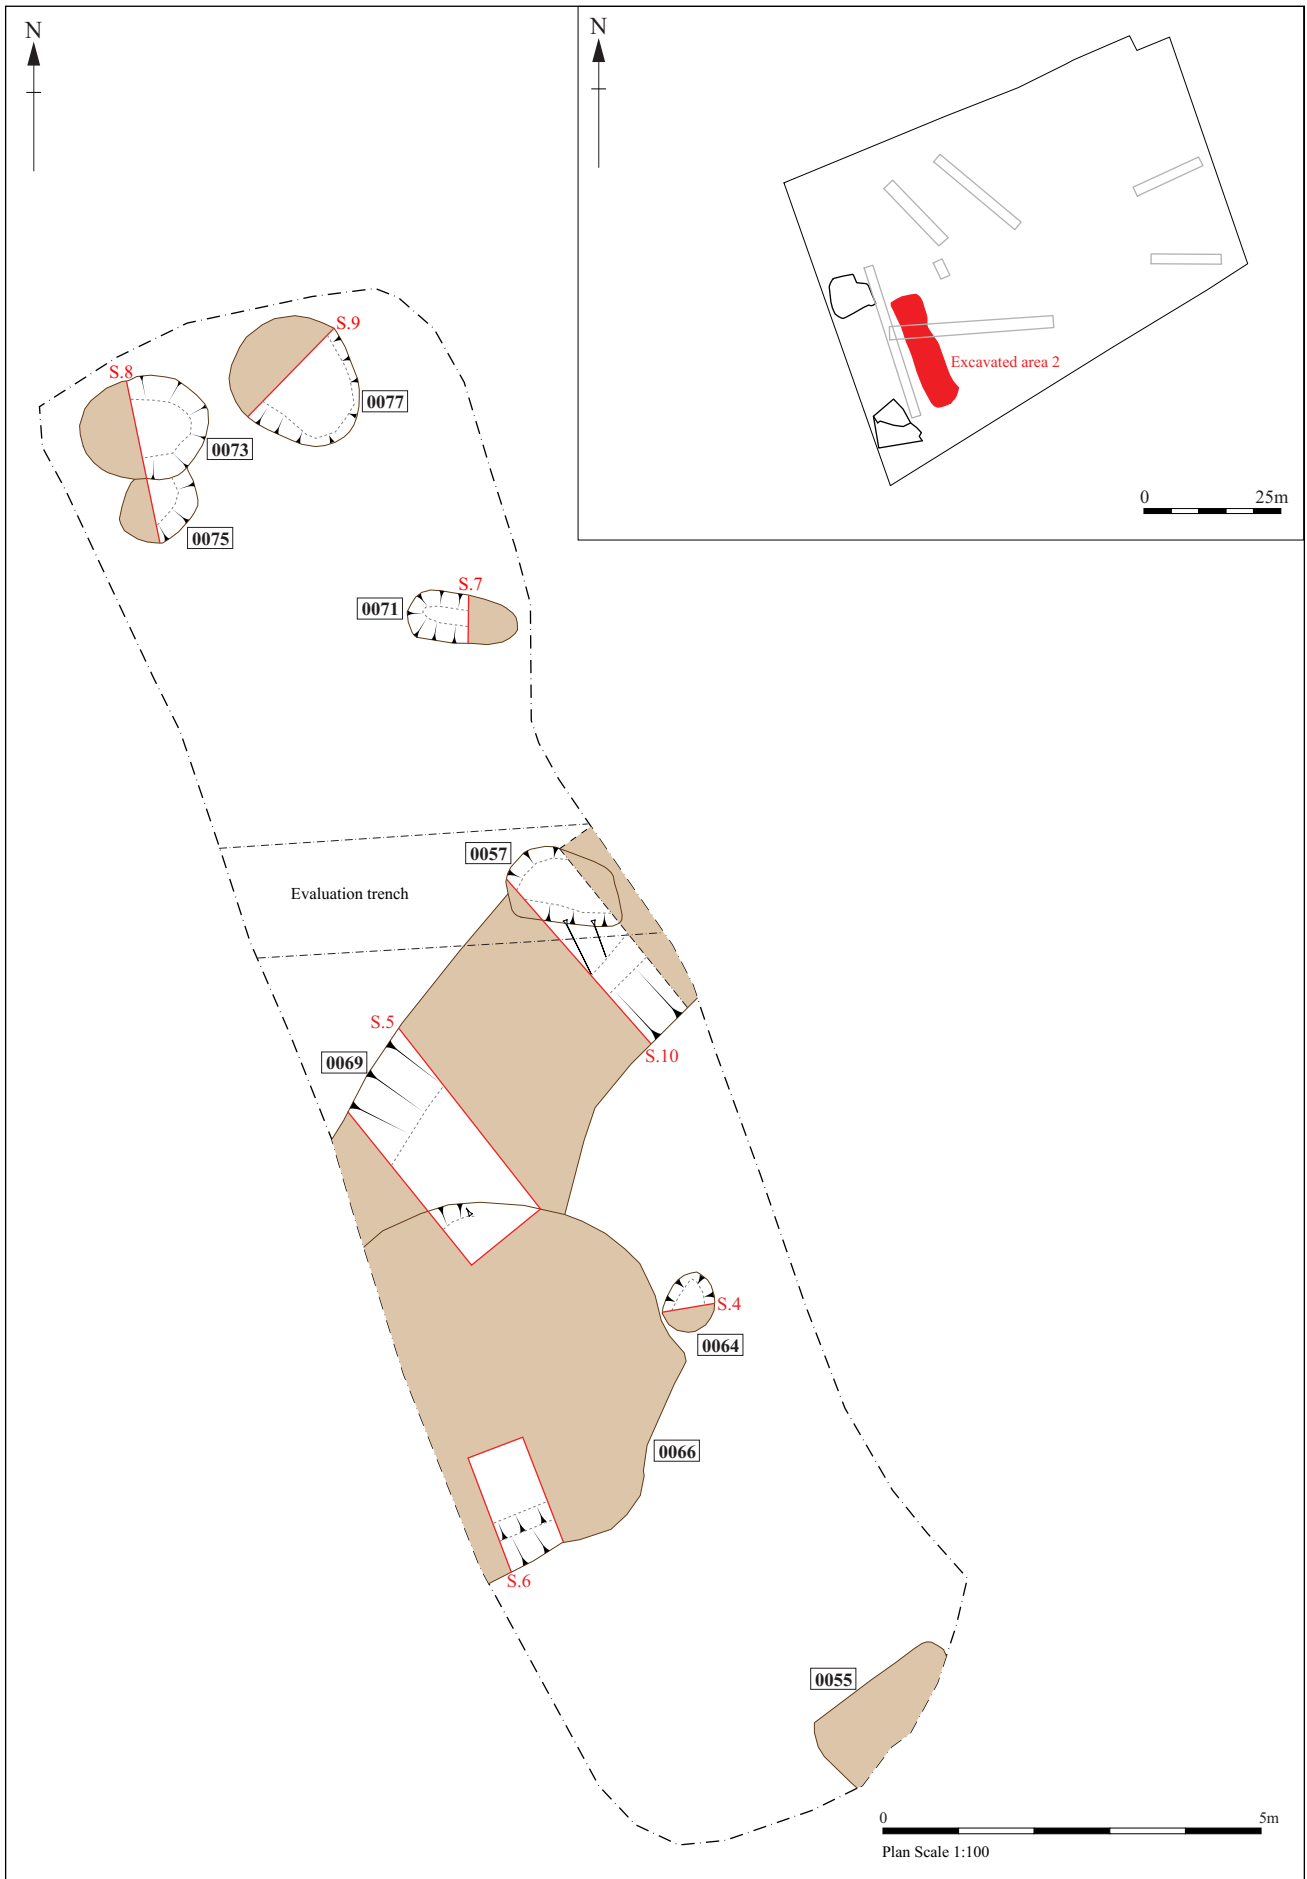 N
N
Excavated area 2
0 25m
S.9
S.8
0077
0073
0075
S.7
0071
0057
Evaluation trench
S.5
0069
S.10
S.4
0064
0066
S.6
0055
0 5m
Plan Scale 1:100